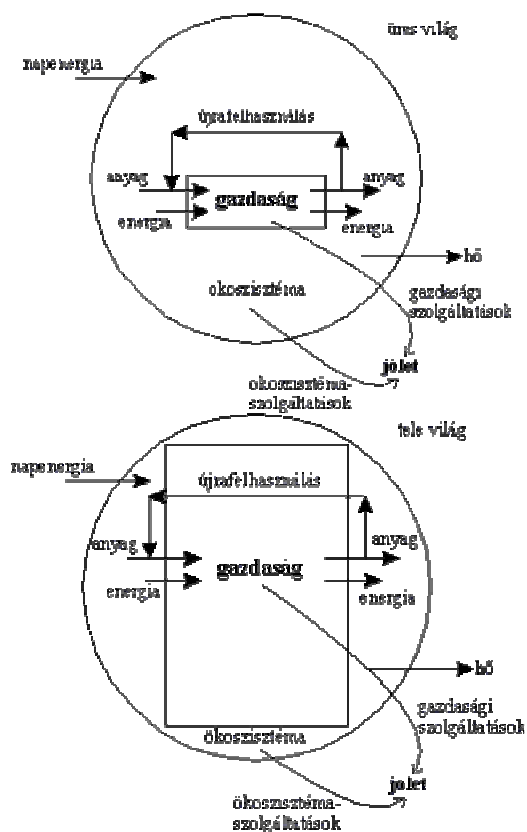 üres világ
napenergia
újrafelhasználás
anyag
anyag
gazdaság
energia
energia
hő
ökoszisztéma
gazdasági
szolgáltatások
jólét
ökoszisztéma-
szolgáltatások
tele világ
napenergia
újrafelhasználás
anyag
anyag
gazdaság
energia
energia
hő
gazdasági
szolgáltatások
ökoszisztéma
jólét
ökoszisztéma-
szolgáltatások